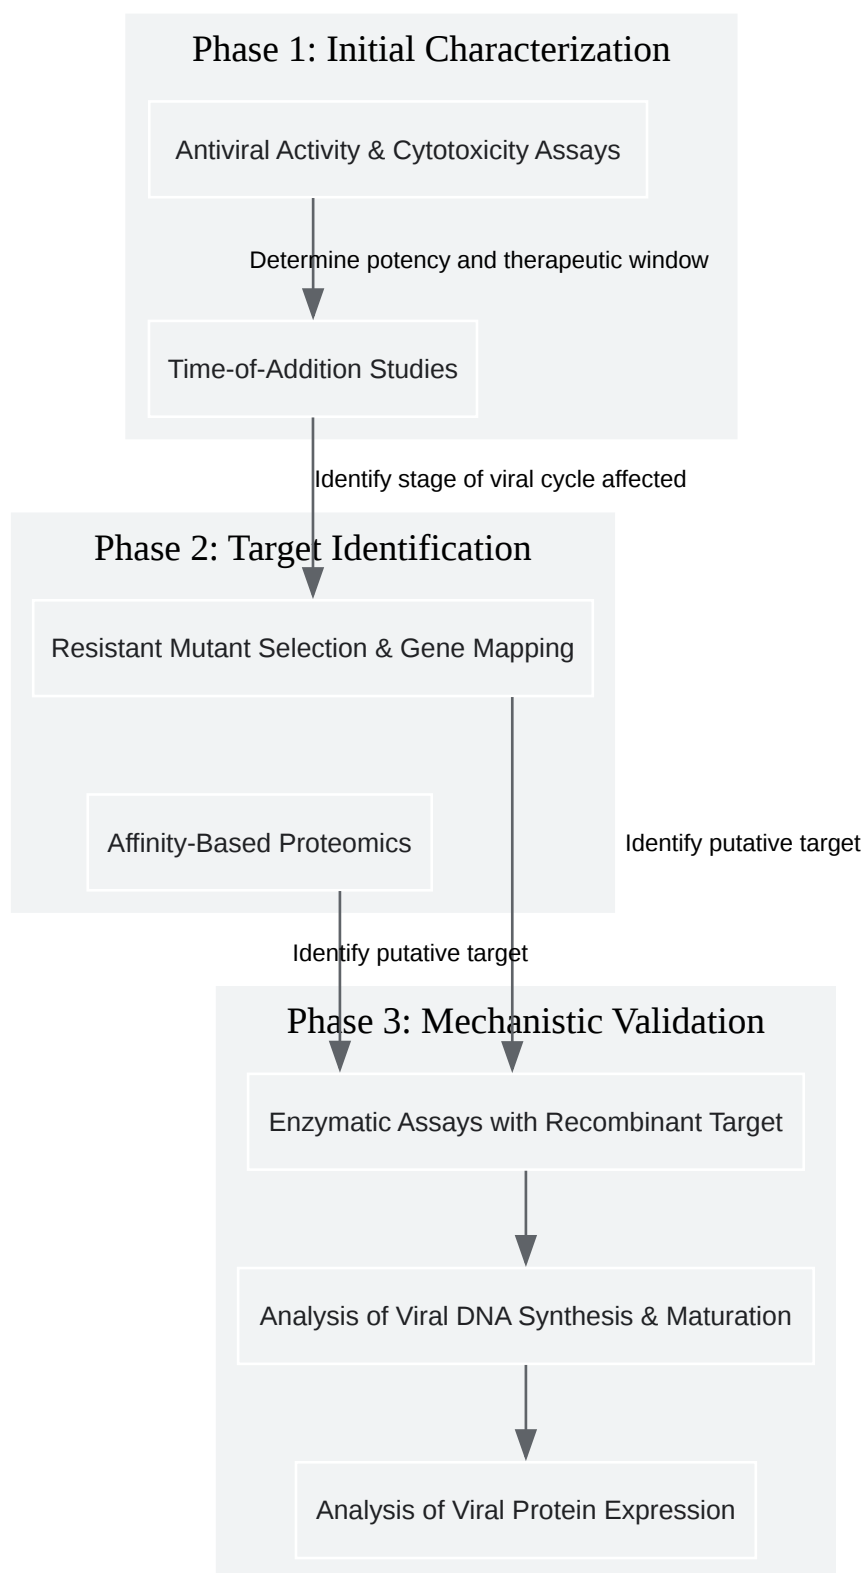 Phase 1: Initial Characterization
Antiviral Activity & Cytotoxicity Assays
Determine potency and therapeutic window
Time-of-Addition Studies
Identify stage of viral cycle affected
Phase 2: Target Identification
Resistant Mutant Selection & Gene Mapping
Affinity-Based Proteomics
Identify putative target
Identify putative target
Phase 3: Mechanistic Validation
Enzymatic Assays with Recombinant Target
Analysis of Viral DNA Synthesis & Maturation
Analysis of Viral Protein Expression